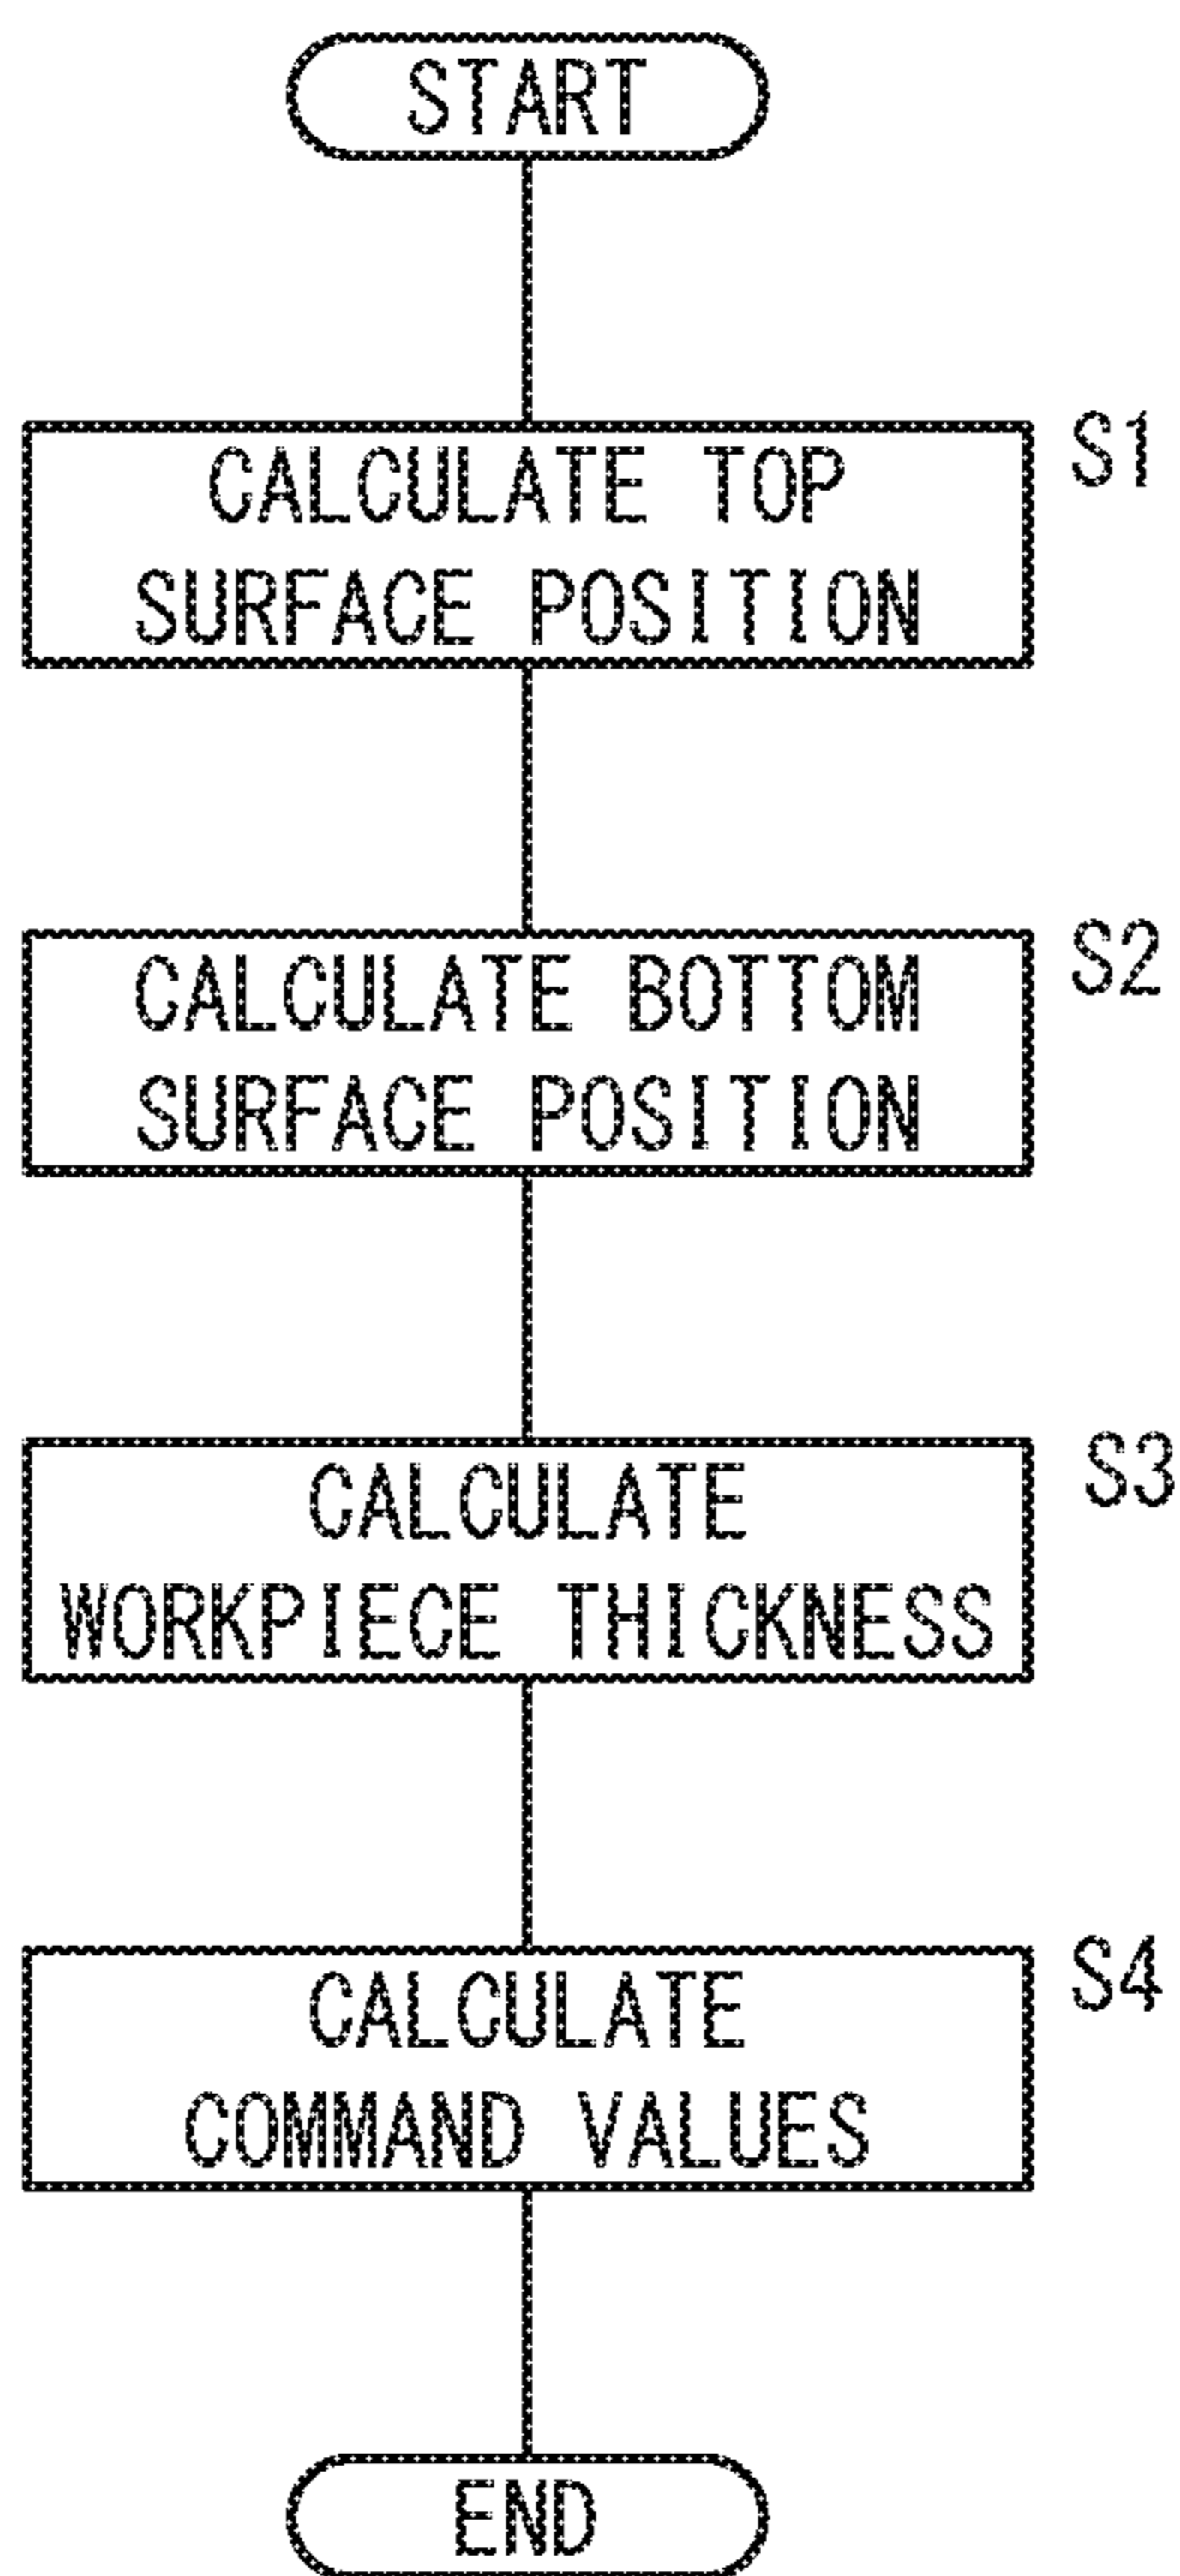 START
S1
CALCULATE TOP
SURFACE POSITION
S2
CALCULATE BOTTOM
SURFACE POSITION
S3
CALCULATE
WORKPIECE THICKNESS
S4
CALCULATE
COMMAND VALUES
END